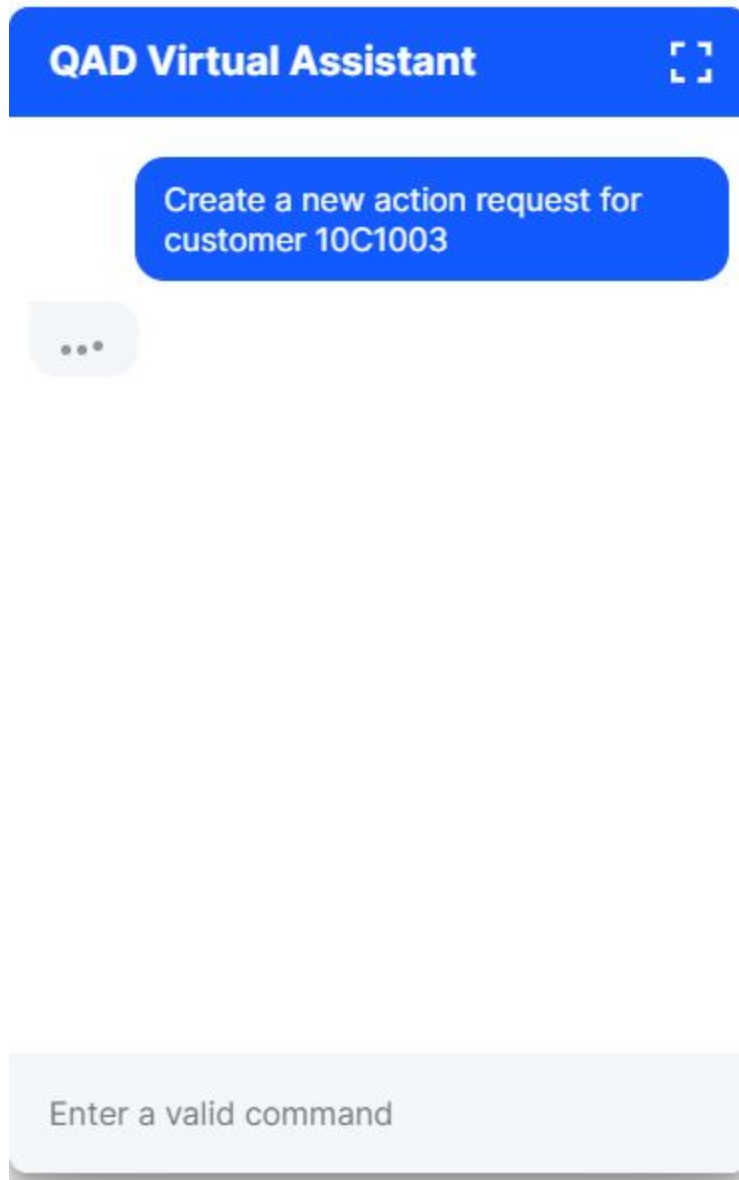 QAD Virtual Assistant
Create a new action request for
customer 10C1003
...
Enter a valid command